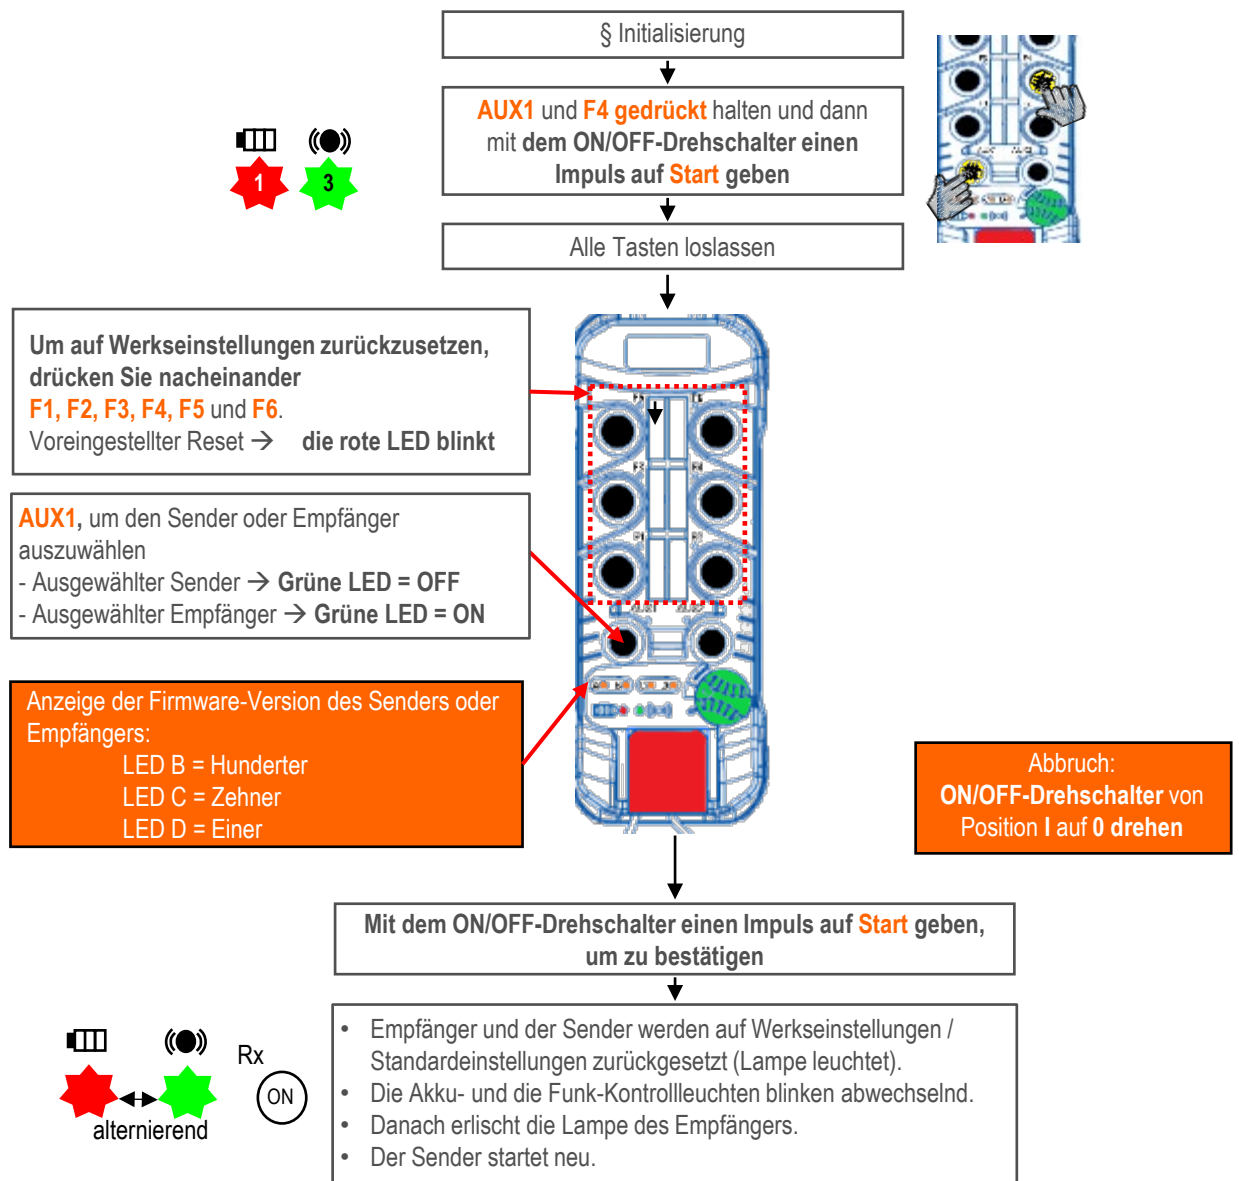 § Initialisierung
AUX1 und F4 gedrückt halten und dann
mit dem ON/OFF-Drehschalter einen
Impuls auf Start geben
1
3
Alle Tasten loslassen
Um auf Werkseinstellungen zurückzusetzen,
drücken Sie nacheinander
F1, F2, F3, F4, F5 und F6.
Voreingestellter Reset → die rote LED blinkt
F3
F4
F1
F2
AUX1
AUX2
AUX1, um den Sender oder Empfänger
auszuwählen
- Ausgewählter Sender → Grüne LED = OFF
- Ausgewählter Empfänger → Grüne LED = ON
Anzeige der Firmware-Version des Senders oder
Empfängers:
LED B = Hunderter
LED C = Zehner
LED D = Einer
Abbruch:
ON/OFF-Drehschalter von
Position I auf 0 drehen
Mit dem ON/OFF-Drehschalter einen Impuls auf Start geben,
um zu bestätigen
Rx
ON
alternierend
• Empfänger und der Sender werden auf Werkseinstellungen /
Standardeinstellungen zurückgesetzt (Lampe leuchtet).
• Die Akku- und die Funk-Kontrollleuchten blinken abwechselnd.
• Danach erlischt die Lampe des Empfängers.
• Der Sender startet neu.